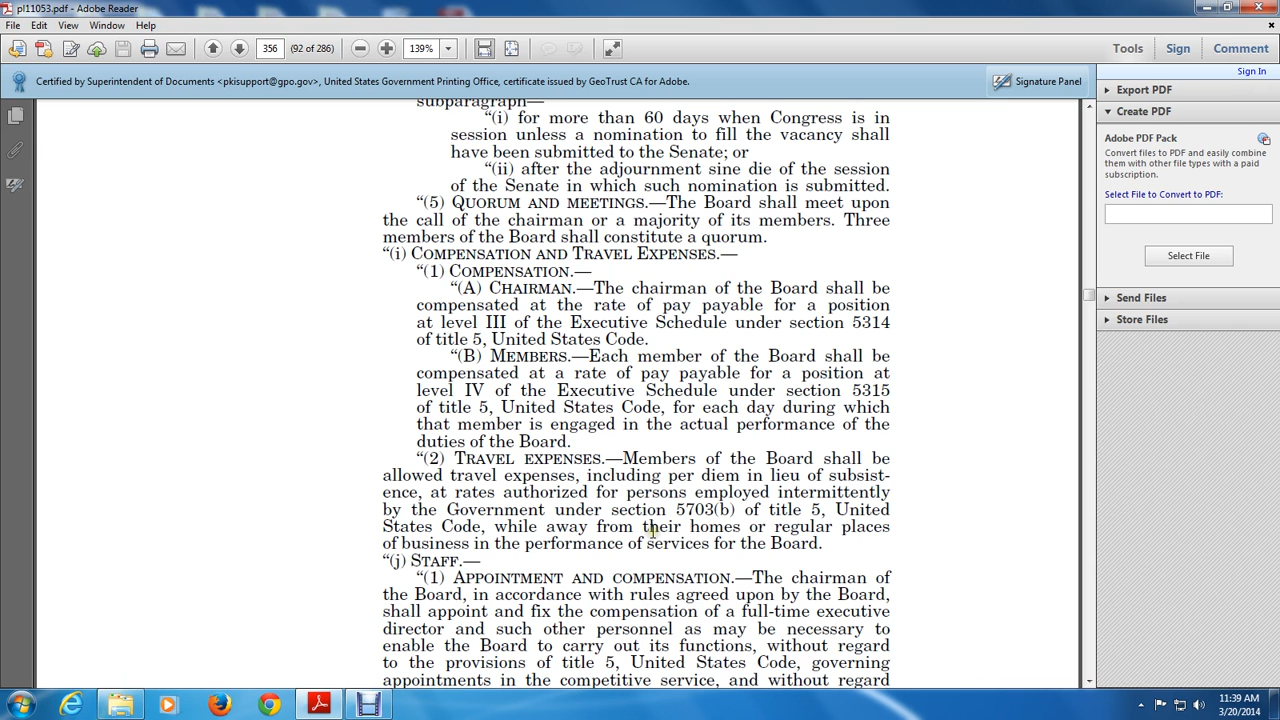 pl11053.pdf - Adobe Reader
File Edit View Window Help
356 (92 of 286) 139% Tools Sign Comment
Certified by Superintendent of Documents <pkisupport@gpo.gov>, United States Government Printing Office, certificate issued by GeoTrust CA for Adobe. Signature Panel
Sign In
Export PDF
Create PDF
Adobe PDF Pack
Convert files to PDF and easily combine
them with other file types with a paid
subscription.
Select File to Convert to PDF:
Select File
Send Files
Store Files
subparagraph—
“(i) for more than 60 days when Congress is in
session unless a nomination to fill the vacancy shall
have been submitted to the Senate; or
“(ii) after the adjournment sine die of the session
of the Senate in which such nomination is submitted.
“(5) QUORUM AND MEETINGS.—The Board shall meet upon
the call of the chairman or a majority of its members. Three
members of the Board shall constitute a quorum.
“(i) COMPENSATION AND TRAVEL EXPENSES.—
“(1) COMPENSATION.—
“(A) CHAIRMAN.—The chairman of the Board shall be
compensated at the rate of pay payable for a position
at level III of the Executive Schedule under section 5314
of title 5, United States Code.
“(B) MEMBERS.—Each member of the Board shall be
compensated at a rate of pay payable for a position at
level IV of the Executive Schedule under section 5315
of title 5, United States Code, for each day during which
that member is engaged in the actual performance of the
duties of the Board.
“(2) TRAVEL EXPENSES.—Members of the Board shall be
allowed travel expenses, including per diem in lieu of subsist-
ence, at rates authorized for persons employed intermittently
by the Government under section 5703(b) of title 5, United
States Code, while away from their homes or regular places
of business in the performance of services for the Board.
“(j) STAFF.—
“(1) APPOINTMENT AND COMPENSATION.—The chairman of
the Board, in accordance with rules agreed upon by the Board,
shall appoint and fix the compensation of a full-time executive
director and such other personnel as may be necessary to
enable the Board to carry out its functions, without regard
to the provisions of title 5, United States Code, governing
appointments in the competitive service, and without regard
11:39 AM
3/20/2014